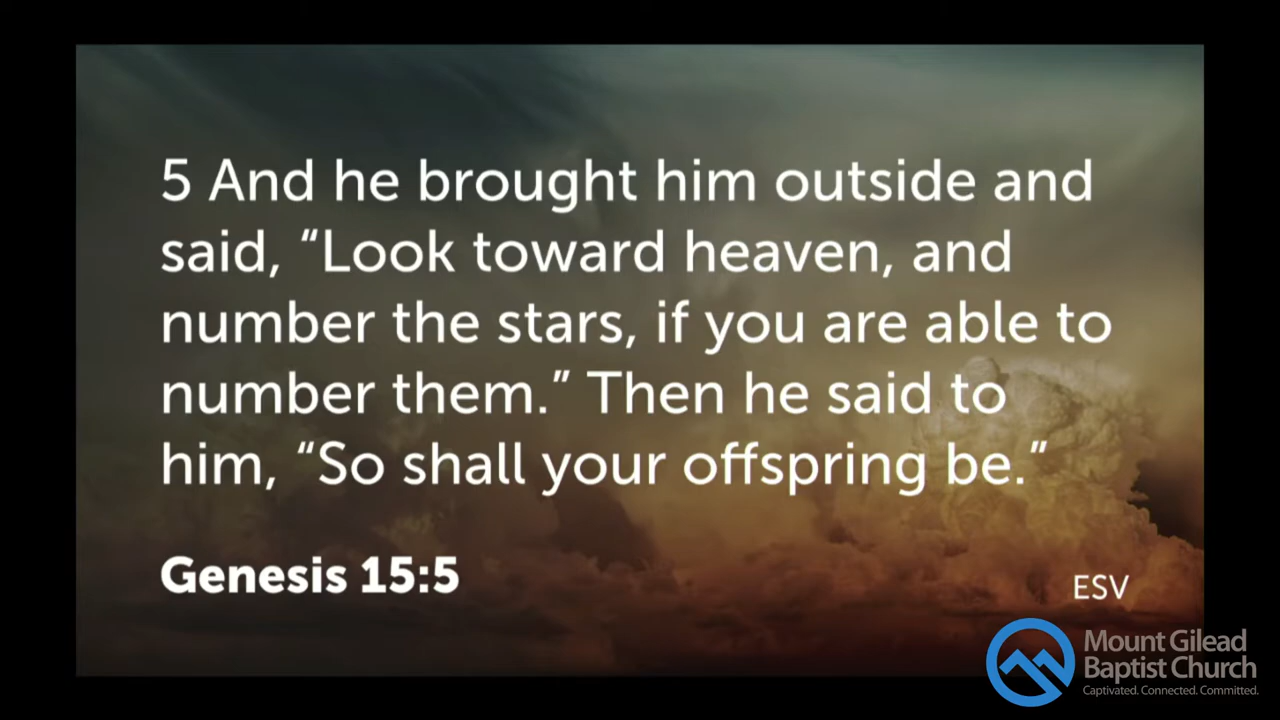 5 And he brought him outside and
said, “Look toward heaven, and
number the stars, if you are able to
number them.” Then he said to
him, “So shall your offspring be.”
Genesis 15:5
ESV
Mount Gilead
Baptist Church
Captivated. Connected. Committed.